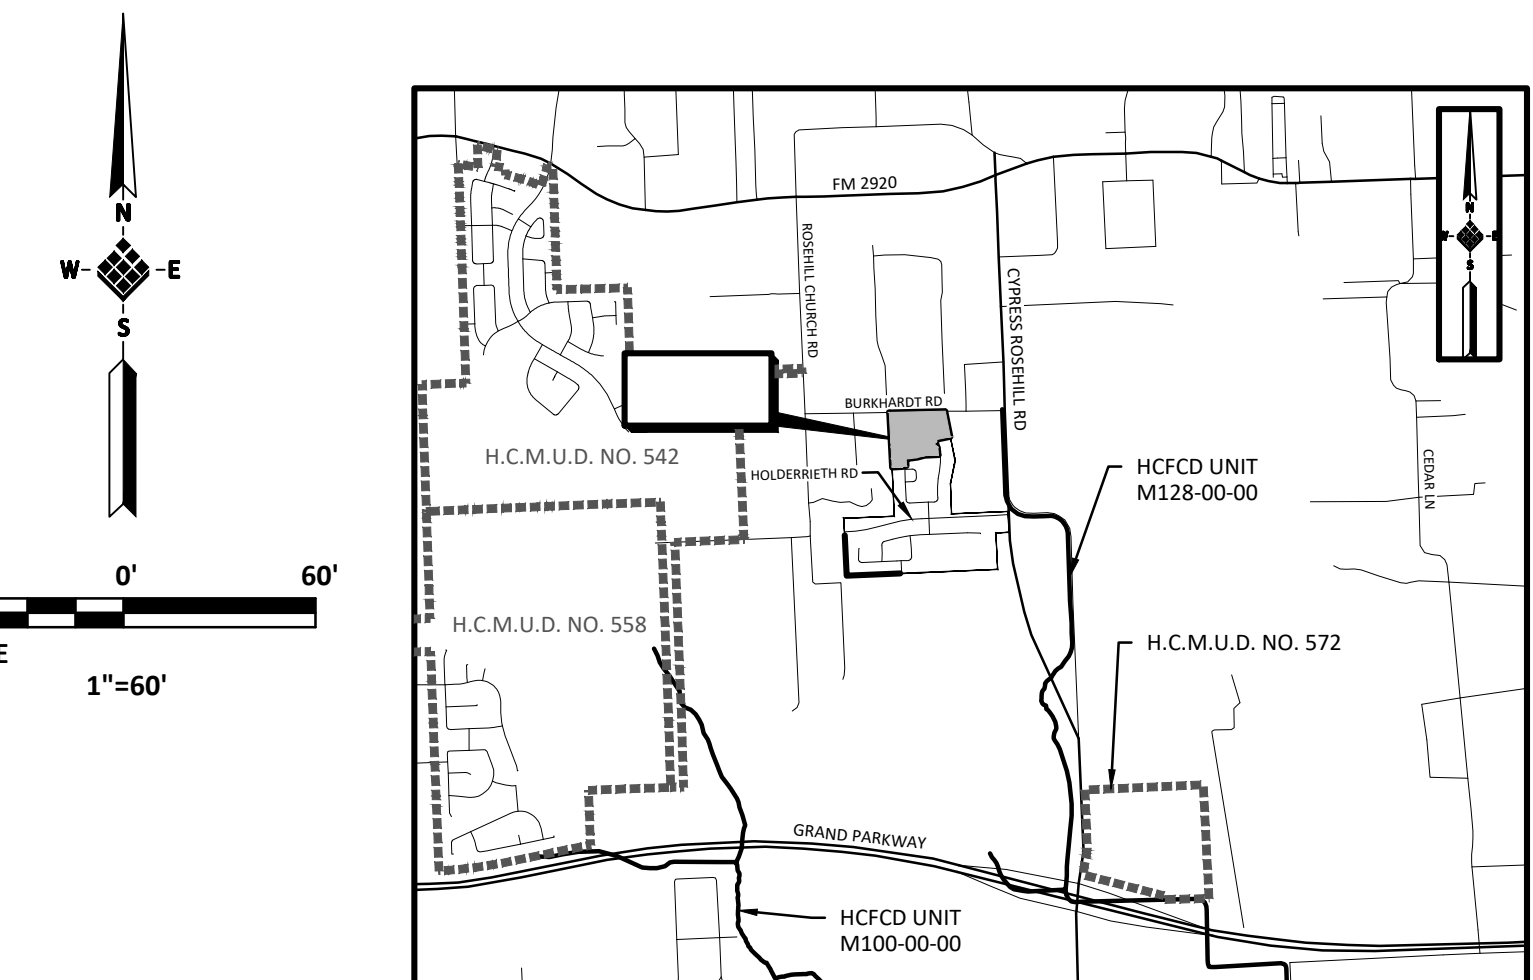 N
W
E
S
0'
60'
E
1"=60'
FM 2920
ROSEHILL CHURCH RD
CYPRESS ROSEHILL RD
N
S
BURKHARDT RD
H.C.M.U.D. NO. 542
HOLDERRIETH RD
HCFCD UNIT
M128-00-00
CEDAR LN
H.C.M.U.D. NO. 558
H.C.M.U.D. NO. 572
GRAND PARKWAY
HCFCD UNIT
M100-00-00